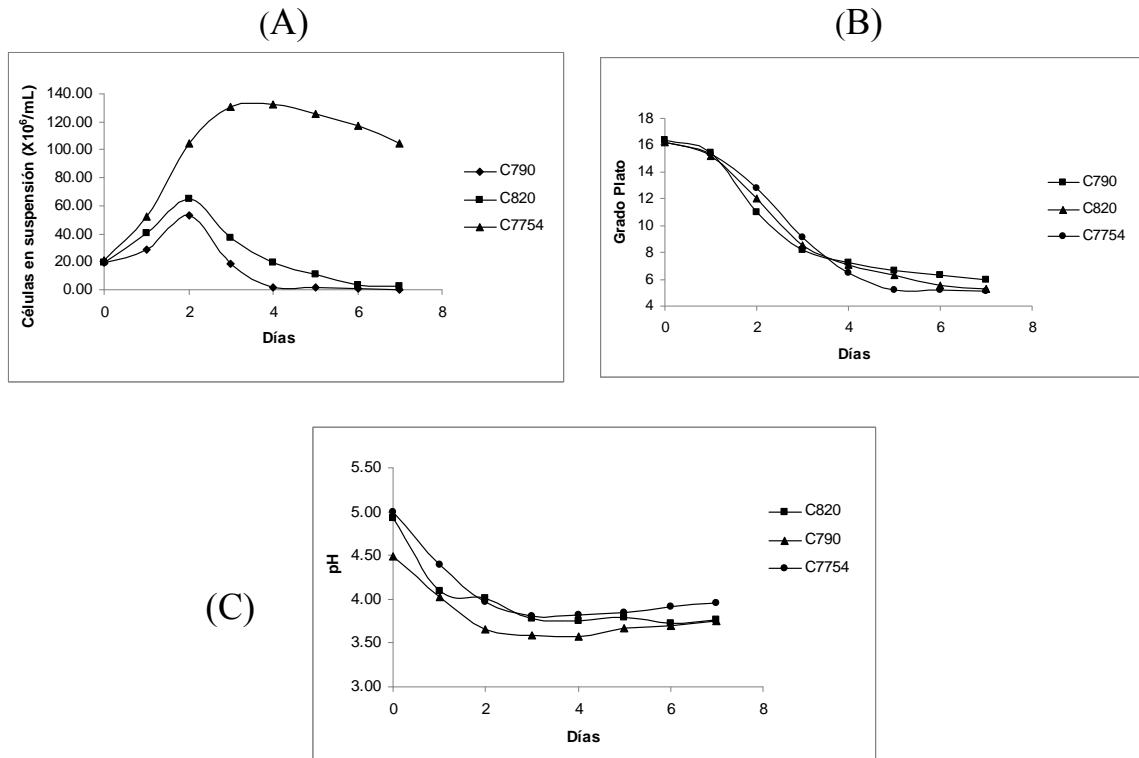 (A)
Células en suspensión (X10⁶/mL)
140.00
120.00
100.00
80.00
60.00
40.00
20.00
0.00
0 2 4 6 8
Días
C790
C820
C7754
(B)
Grado Plato
18
16
14
12
10
8
6
4
0 2 4 6 8
Días
C790
C820
C7754
(C)
pH
5.50
5.00
4.50
4.00
3.50
3.00
0 2 4 6 8
Días
C820
C790
C7754